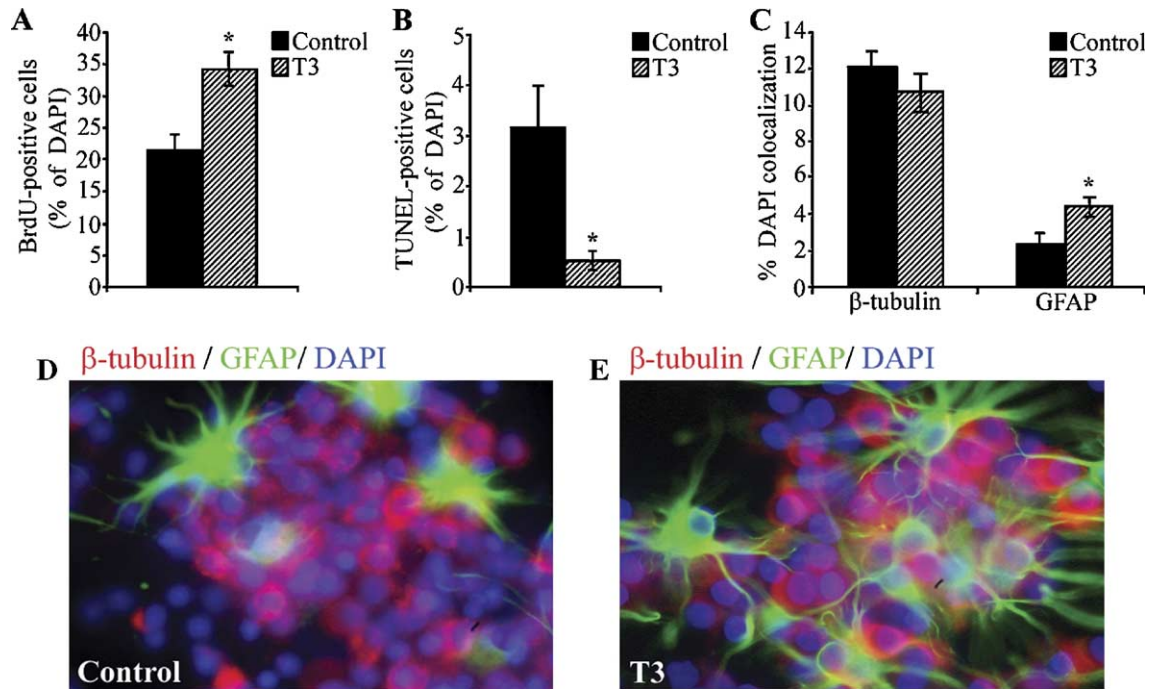 A
BrdU-positive cells
(% of DAPI)
40
35
30
25
20
15
10
5
0
*
Control
T3
B
TUNEL-positive cells
(% of DAPI)
5
4
3
2
1
0
*
Control
T3
C
% DAPI colocalization
14
12
10
8
6
4
2
0
*
Control
T3
β-tubulin
GFAP
D
β-tubulin / GFAP/ DAPI
Control
E
β-tubulin / GFAP/ DAPI
T3